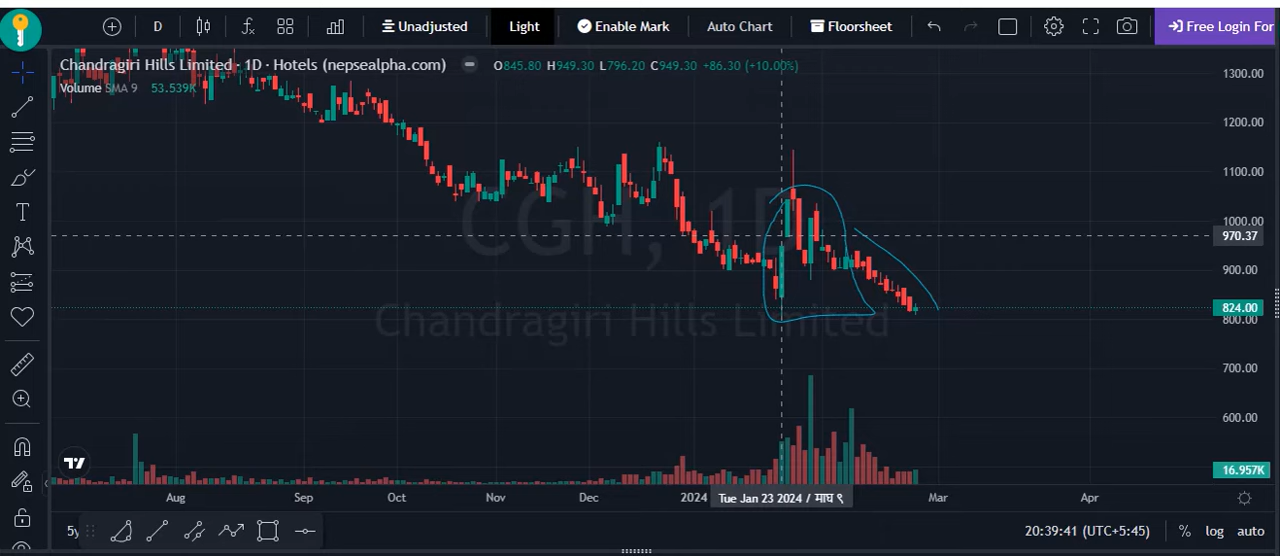 D
Unadjusted
Light
Enable Mark
Auto Chart
Floorsheet
Free Login For
Chandragiri Hills Limited · 1D · Hotels (nepsealpha.com)
O845.80 H949.30 L796.20 C949.30 +86.30 (+10.00%)
Volume SMA 9 53.539K
CGH, 1D
Chandragiri Hills Limited
1300.00
1200.00
1100.00
1000.00
970.37
900.00
824.00
800.00
700.00
600.00
16.957K
Aug
Sep
Oct
Nov
Dec
2024
Tue Jan 23 2024 / माघ ९
Mar
Apr
5y
20:39:41 (UTC+5:45)
%
log
auto